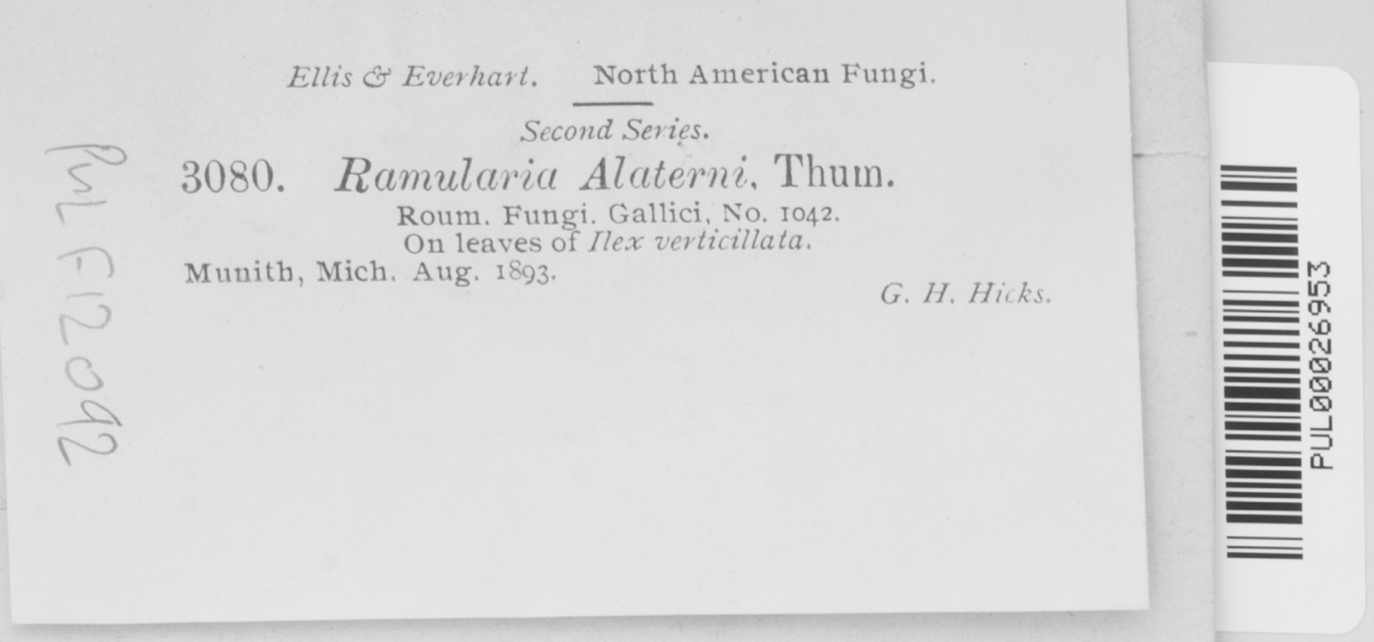 Ellis & Everhart. North American Fungi.
Second Series.
3080. Ramularia Alaterni, Thum.
Roum. Fungi. Gallici, No. 1042.
On leaves of Ilex verticillata.
Munith, Mich. Aug. 1893.
G. H. Hicks.
PUL F12092
PUL00026953